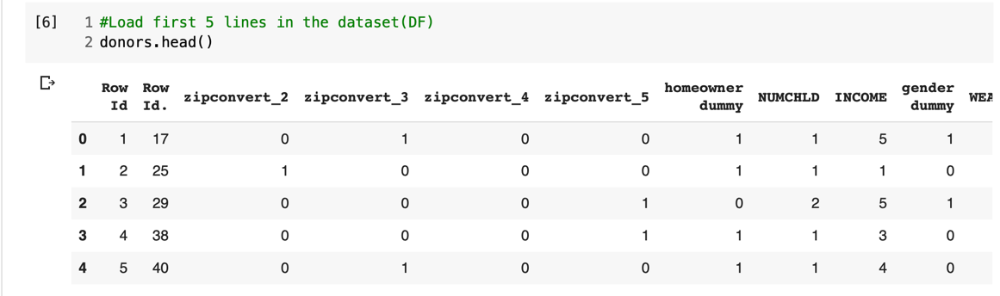 [6] 1 #Load first 5 lines in the dataset(DF)
2 donors.head()
Row Row homeowner gender
Id Id. zipconvert_2 zipconvert_3 zipconvert_4 zipconvert_5 dummy NUMCHLD INCOME dummy
0 1 17 0 1 0 0 1 1 5 1
1 2 25 1 0 0 0 1 1 1 0
2 3 29 0 0 0 1 0 2 5 1
3 4 38 0 0 0 1 1 1 3 0
4 5 40 0 1 0 0 1 1 4 0